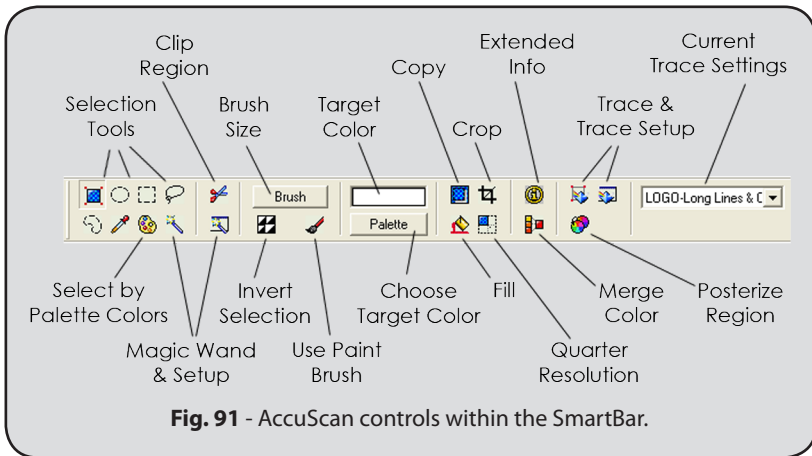 Clip
Region
Extended
Info
Current
Trace Settings
Copy
Selection
Tools
Brush
Size
Target
Color
Crop
Trace &
Trace Setup
Brush
LOGO-Long Lines & C
Palette
Select by
Palette Colors
Invert
Selection
Choose
Target Color
Fill
Merge
Color
Posterize
Region
Magic Wand
& Setup
Use Paint
Brush
Quarter
Resolution
Fig. 91 - AccuScan controls within the SmartBar.